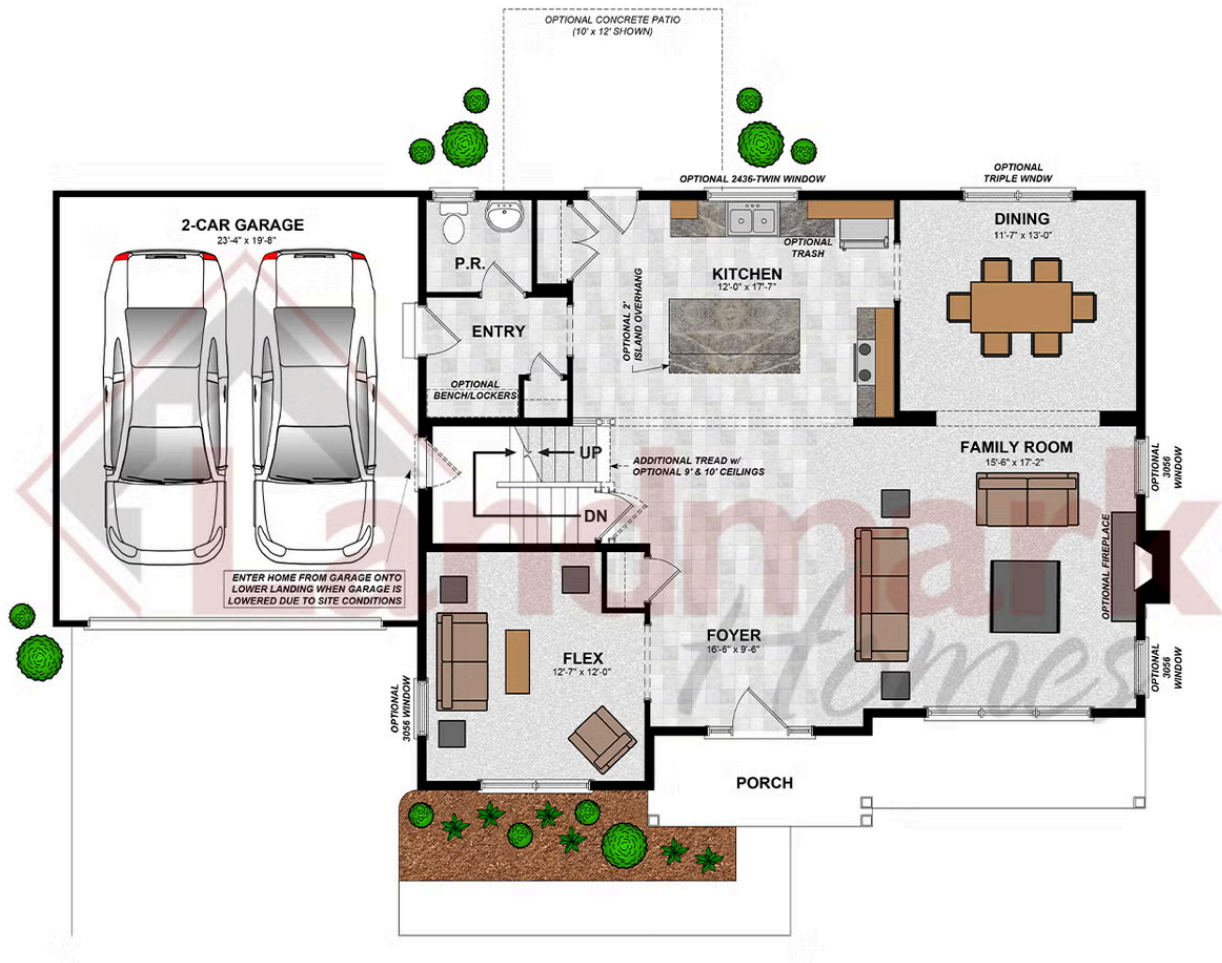 OPTIONAL CONCRETE PATIO
(10' x 12' SHOWN)
OPTIONAL 2436-TWIN WINDOW
OPTIONAL
TRIPLE WNDW
2-CAR GARAGE
23'-4" x 19'-8"
P.R.
OPTIONAL
TRASH
DINING
11'-7" x 13'-0"
KITCHEN
12'-0" x 17'-7"
OPTIONAL 2'
ISLAND OVERHANG
ENTRY
OPTIONAL
BENCH/LOCKERS
UP
ADDITIONAL TREAD w/
OPTIONAL 9' & 10' CEILINGS
FAMILY ROOM
15'-6" x 17'-2"
OPTIONAL
3056
WINDOW
DN
Landmark
Homes
OPTIONAL FIREPLACE
ENTER HOME FROM GARAGE ONTO
LOWER LANDING WHEN GARAGE IS
LOWERED DUE TO SITE CONDITIONS
FOYER
16'-6" x 9'-6"
FLEX
12'-7" x 12'-0"
OPTIONAL
3056 WINDOW
OPTIONAL
3056
WINDOW
PORCH